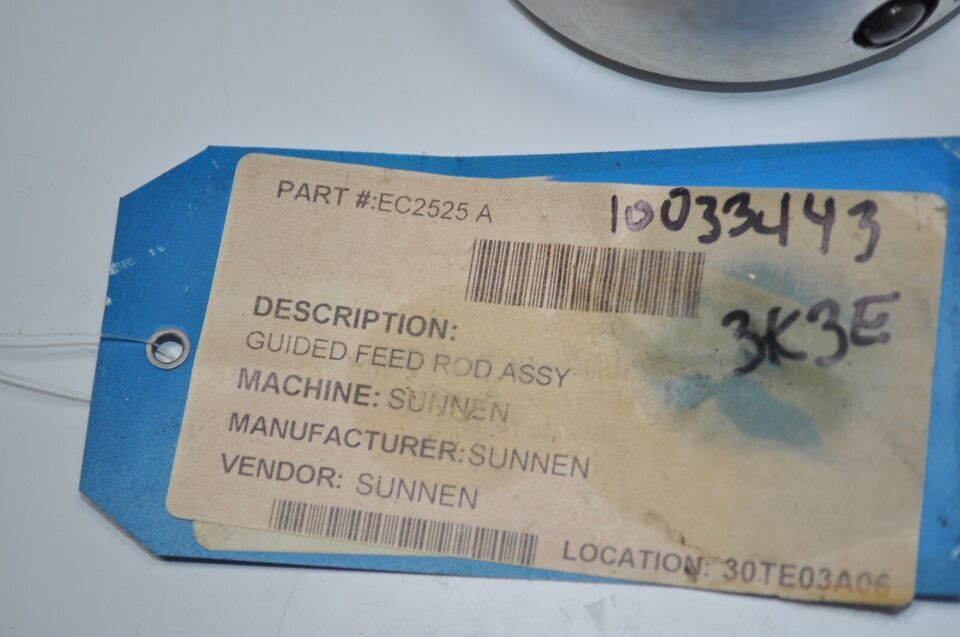 PART #:EC2525 A
10033443
3K3E
DESCRIPTION:
GUIDED FEED ROD ASSY
MACHINE: SUNNEN
MANUFACTURER:SUNNEN
VENDOR: SUNNEN
LOCATION: 30TE03A06